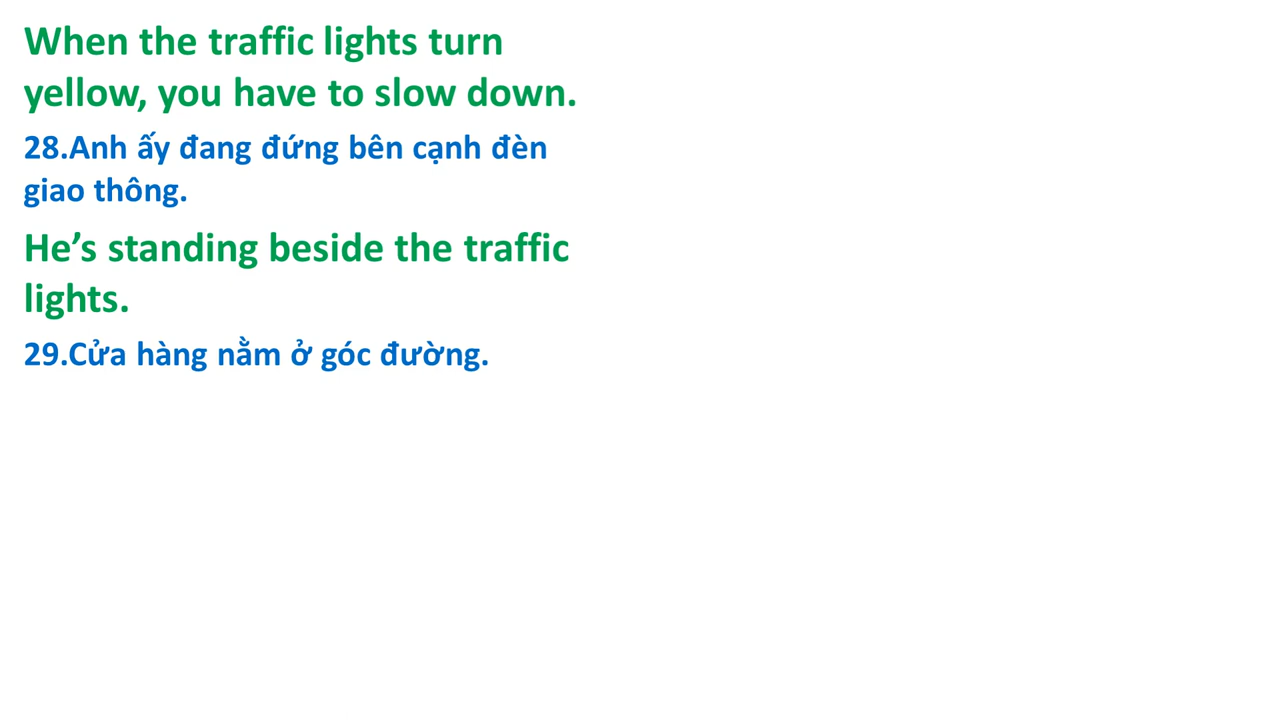 When the traffic lights turn
yellow, you have to slow down.
28.Anh ấy đang đứng bên cạnh đèn
giao thông.
He’s standing beside the traffic
lights.
29.Cửa hàng nằm ở góc đường.